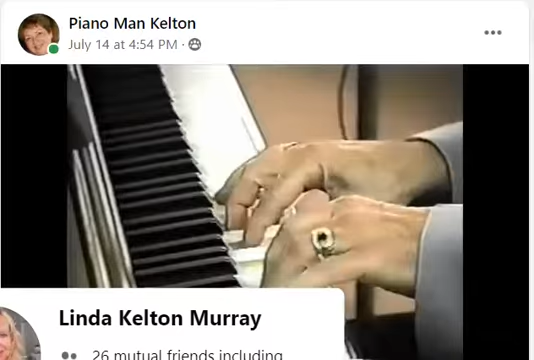 Piano Man Kelton
July 14 at 4:54 PM ·
Linda Kelton Murray
26 mutual friends including